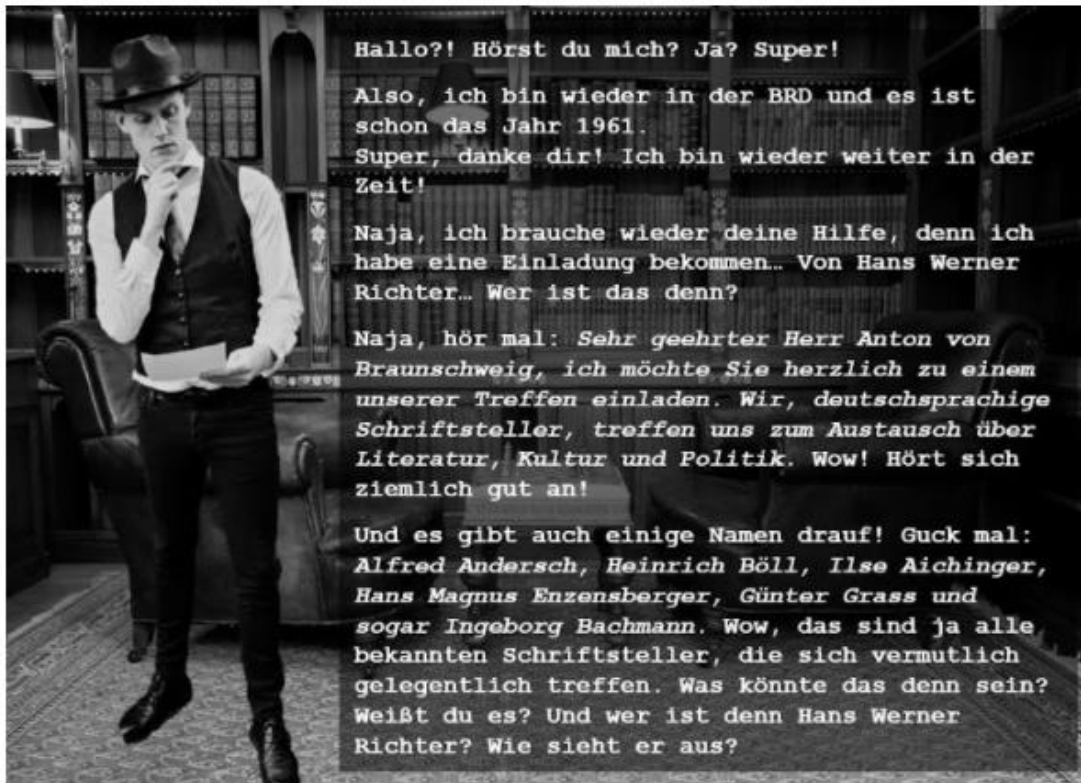 Hallo?! Hörst du mich? Ja? Super!
Also, ich bin wieder in der BRD und es ist
schon das Jahr 1961.
Super, danke dir! Ich bin wieder weiter in der
Zeit!
Naja, ich brauche wieder deine Hilfe, denn ich
habe eine Einladung bekommen… Von Hans Werner
Richter… Wer ist das denn?
Naja, hör mal: Sehr geehrter Herr Anton von
Braunschweig, ich möchte Sie herzlich zu einem
unserer Treffen einladen. Wir, deutschsprachige
Schriftsteller, treffen uns zum Austausch über
Literatur, Kultur und Politik. Wow! Hört sich
ziemlich gut an!
Und es gibt auch einige Namen drauf! Guck mal:
Alfred Andersch, Heinrich Böll, Ilse Aichinger,
Hans Magnus Enzensberger, Günter Grass und
sogar Ingeborg Bachmann. Wow, das sind ja alle
bekannten Schriftsteller, die sich vermutlich
gelegentlich treffen. Was könnte das denn sein?
Weißt du es? Und wer ist denn Hans Werner
Richter? Wie sieht er aus?